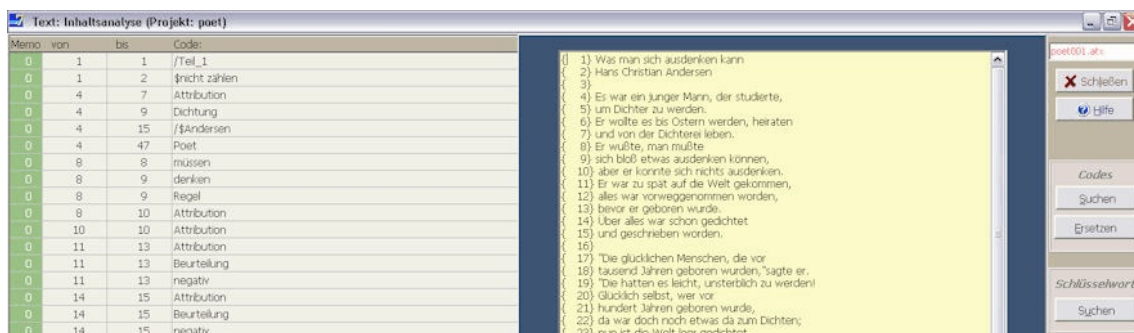 Text: Inhaltsanalyse (Projekt: poet)
Memo von bis Code:
0 1 1 /Teil_1
0 1 2 $nicht zählen
0 4 7 Attribution
0 4 9 Dichtung
0 4 15 /$Andersen
0 4 47 Poet
0 8 8 müssen
0 8 9 denken
0 8 9 Regel
0 8 10 Attribution
0 10 10 Attribution
0 11 13 Attribution
0 11 13 Beurteilung
0 11 13 negativ
0 14 15 Attribution
0 14 15 Beurteilung
0 14 15 negativ
{ 1} Was man sich ausdenken kann
{ 2} Hans Christian Andersen
{ 3}
{ 4} Es war ein junger Mann, der studierte,
{ 5} um Dichter zu werden.
{ 6} Er wollte es bis Ostern werden, heiraten
{ 7} und von der Dichterei leben.
{ 8} Er wußte, man mußte
{ 9} sich bloß etwas ausdenken können,
{ 10} aber er konnte sich nichts ausdenken.
{ 11} Er war zu spät auf die Welt gekommen,
{ 12} alles war vorweggenommen worden,
{ 13} bevor er geboren wurde.
{ 14} Über alles war schon gedichtet
{ 15} und geschrieben worden.
{ 16}
{ 17} "Die glücklichen Menschen, die vor
{ 18} tausend Jahren geboren wurden,"sagte er.
{ 19} "Die hatten es leicht, unsterblich zu werden!
{ 20} Glücklich selbst, wer vor
{ 21} hundert Jahren geboren wurde,
{ 22} da war doch noch etwas da zum Dichten;
{ 23} nun ist die Welt leer gedichtet
poet001.atx
Schließen
Hilfe
Codes
Suchen
Ersetzen
Schlüsselwort
Suchen